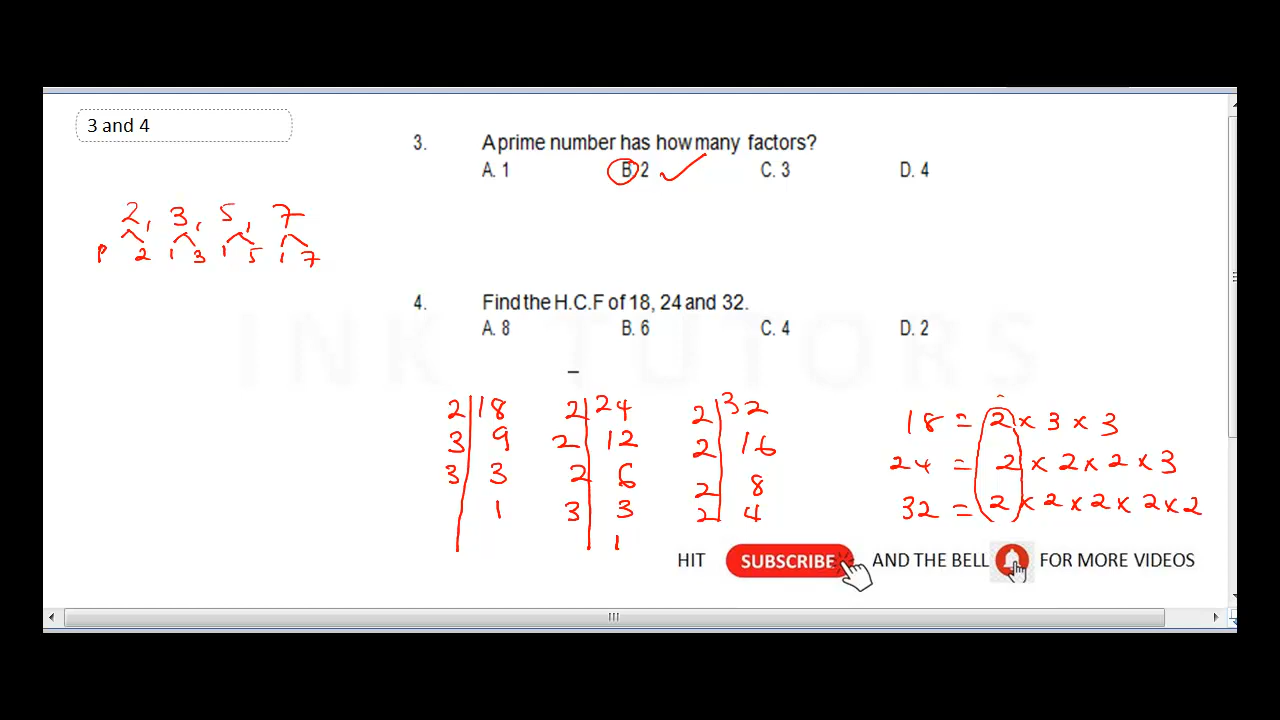 3 and 4
3. A prime number has how many factors?
A. 1 B. 2 C. 3 D. 4
2, 3, 5, 7
1 2 1 3 1 5 1 7
4. Find the H.C.F of 18, 24 and 32.
A. 8 B. 6 C. 4 D. 2
INK TUTORS
2 18 2 24 2 32
3 9 2 12 2 16
3 3 2 6 2 8
1 3 3 2 4
1
18 = 2 × 3 × 3
24 = 2 × 2 × 2 × 3
32 = 2 × 2 × 2 × 2 × 2
HIT SUBSCRIBE AND THE BELL FOR MORE VIDEOS